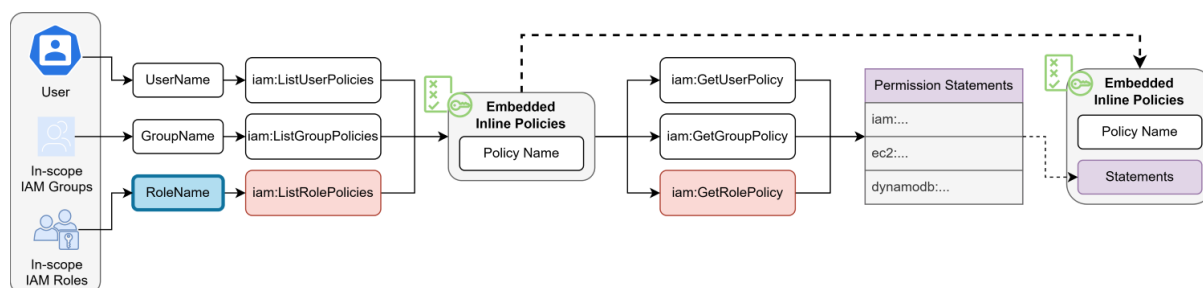 User
In-scope
IAM Groups
In-scope
IAM Roles
UserName
GroupName
RoleName
iam:ListUserPolicies
iam:ListGroupPolicies
iam:ListRolePolicies
Embedded
Inline Policies
Policy Name
iam:GetUserPolicy
iam:GetGroupPolicy
iam:GetRolePolicy
Permission Statements
iam:...
ec2:...
dynamodb:...
Embedded
Inline Policies
Policy Name
Statements